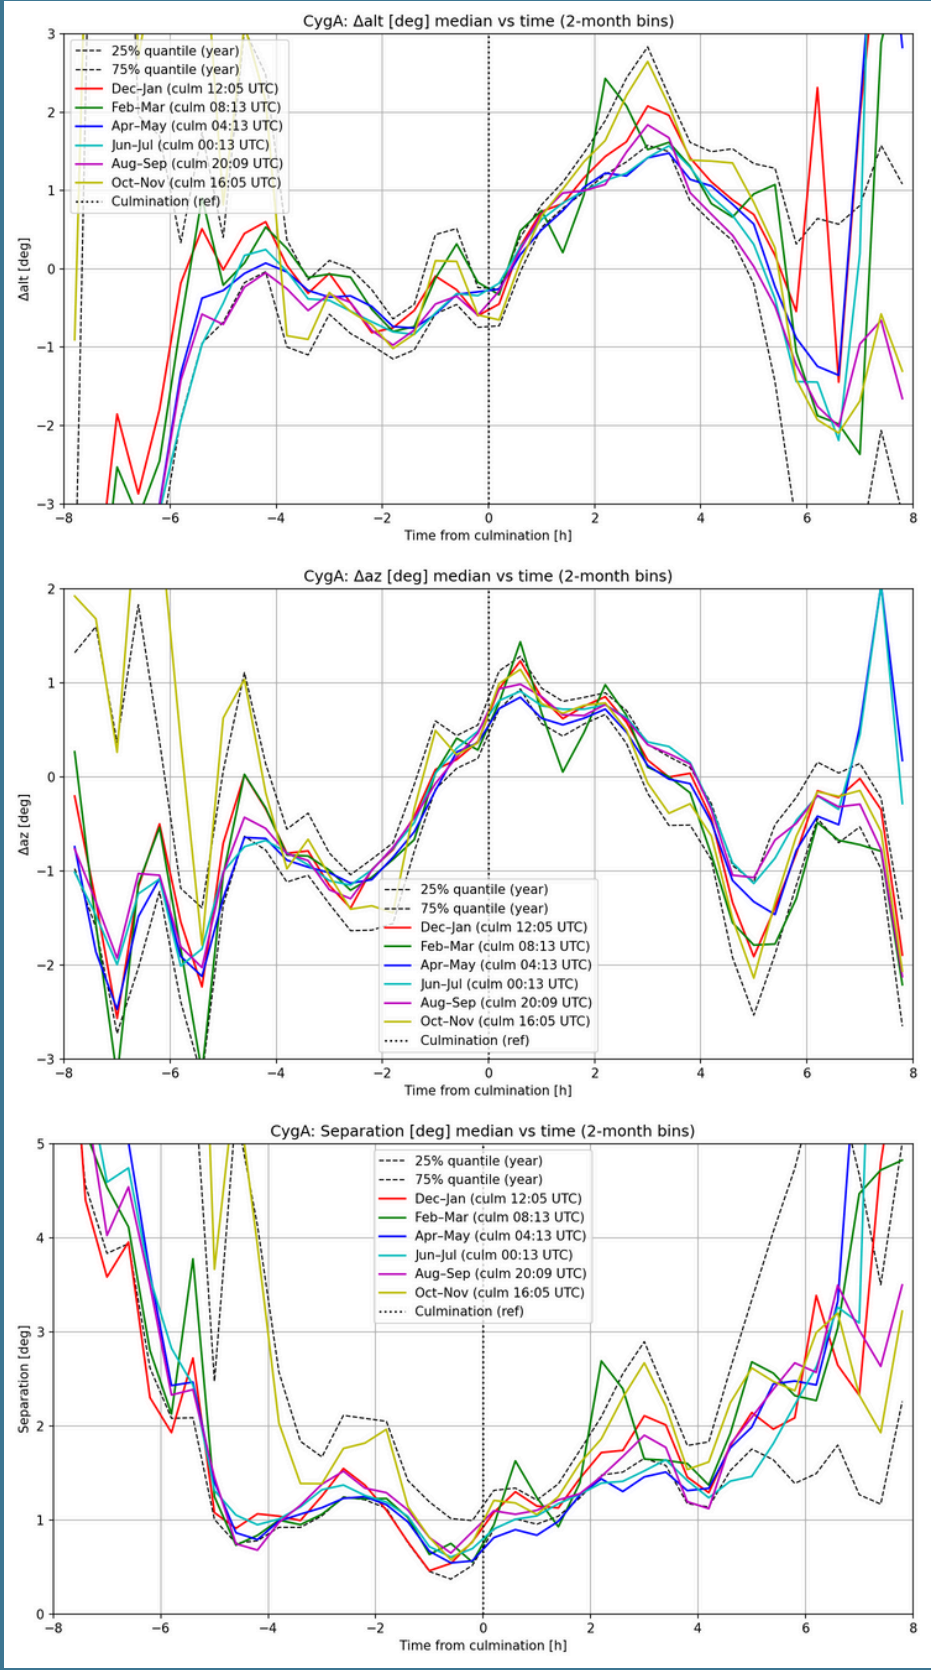 CygA: Δalt [deg] median vs time (2-month bins)
3
2
1
0
−1
−2
−3
Δalt [deg]
25% quantile (year)
75% quantile (year)
Dec–Jan (culm 12:05 UTC)
Feb–Mar (culm 08:13 UTC)
Apr–May (culm 04:13 UTC)
Jun–Jul (culm 00:13 UTC)
Aug–Sep (culm 20:09 UTC)
Oct–Nov (culm 16:05 UTC)
Culmination (ref)
−8 −6 −4 −2 0 2 4 6 8
Time from culmination [h]
CygA: Δaz [deg] median vs time (2-month bins)
2
1
0
−1
−2
−3
Δaz [deg]
25% quantile (year)
75% quantile (year)
Dec–Jan (culm 12:05 UTC)
Feb–Mar (culm 08:13 UTC)
Apr–May (culm 04:13 UTC)
Jun–Jul (culm 00:13 UTC)
Aug–Sep (culm 20:09 UTC)
Oct–Nov (culm 16:05 UTC)
Culmination (ref)
−8 −6 −4 −2 0 2 4 6 8
Time from culmination [h]
CygA: Separation [deg] median vs time (2-month bins)
5
4
3
2
1
0
Separation [deg]
25% quantile (year)
75% quantile (year)
Dec–Jan (culm 12:05 UTC)
Feb–Mar (culm 08:13 UTC)
Apr–May (culm 04:13 UTC)
Jun–Jul (culm 00:13 UTC)
Aug–Sep (culm 20:09 UTC)
Oct–Nov (culm 16:05 UTC)
Culmination (ref)
−8 −6 −4 −2 0 2 4 6 8
Time from culmination [h]